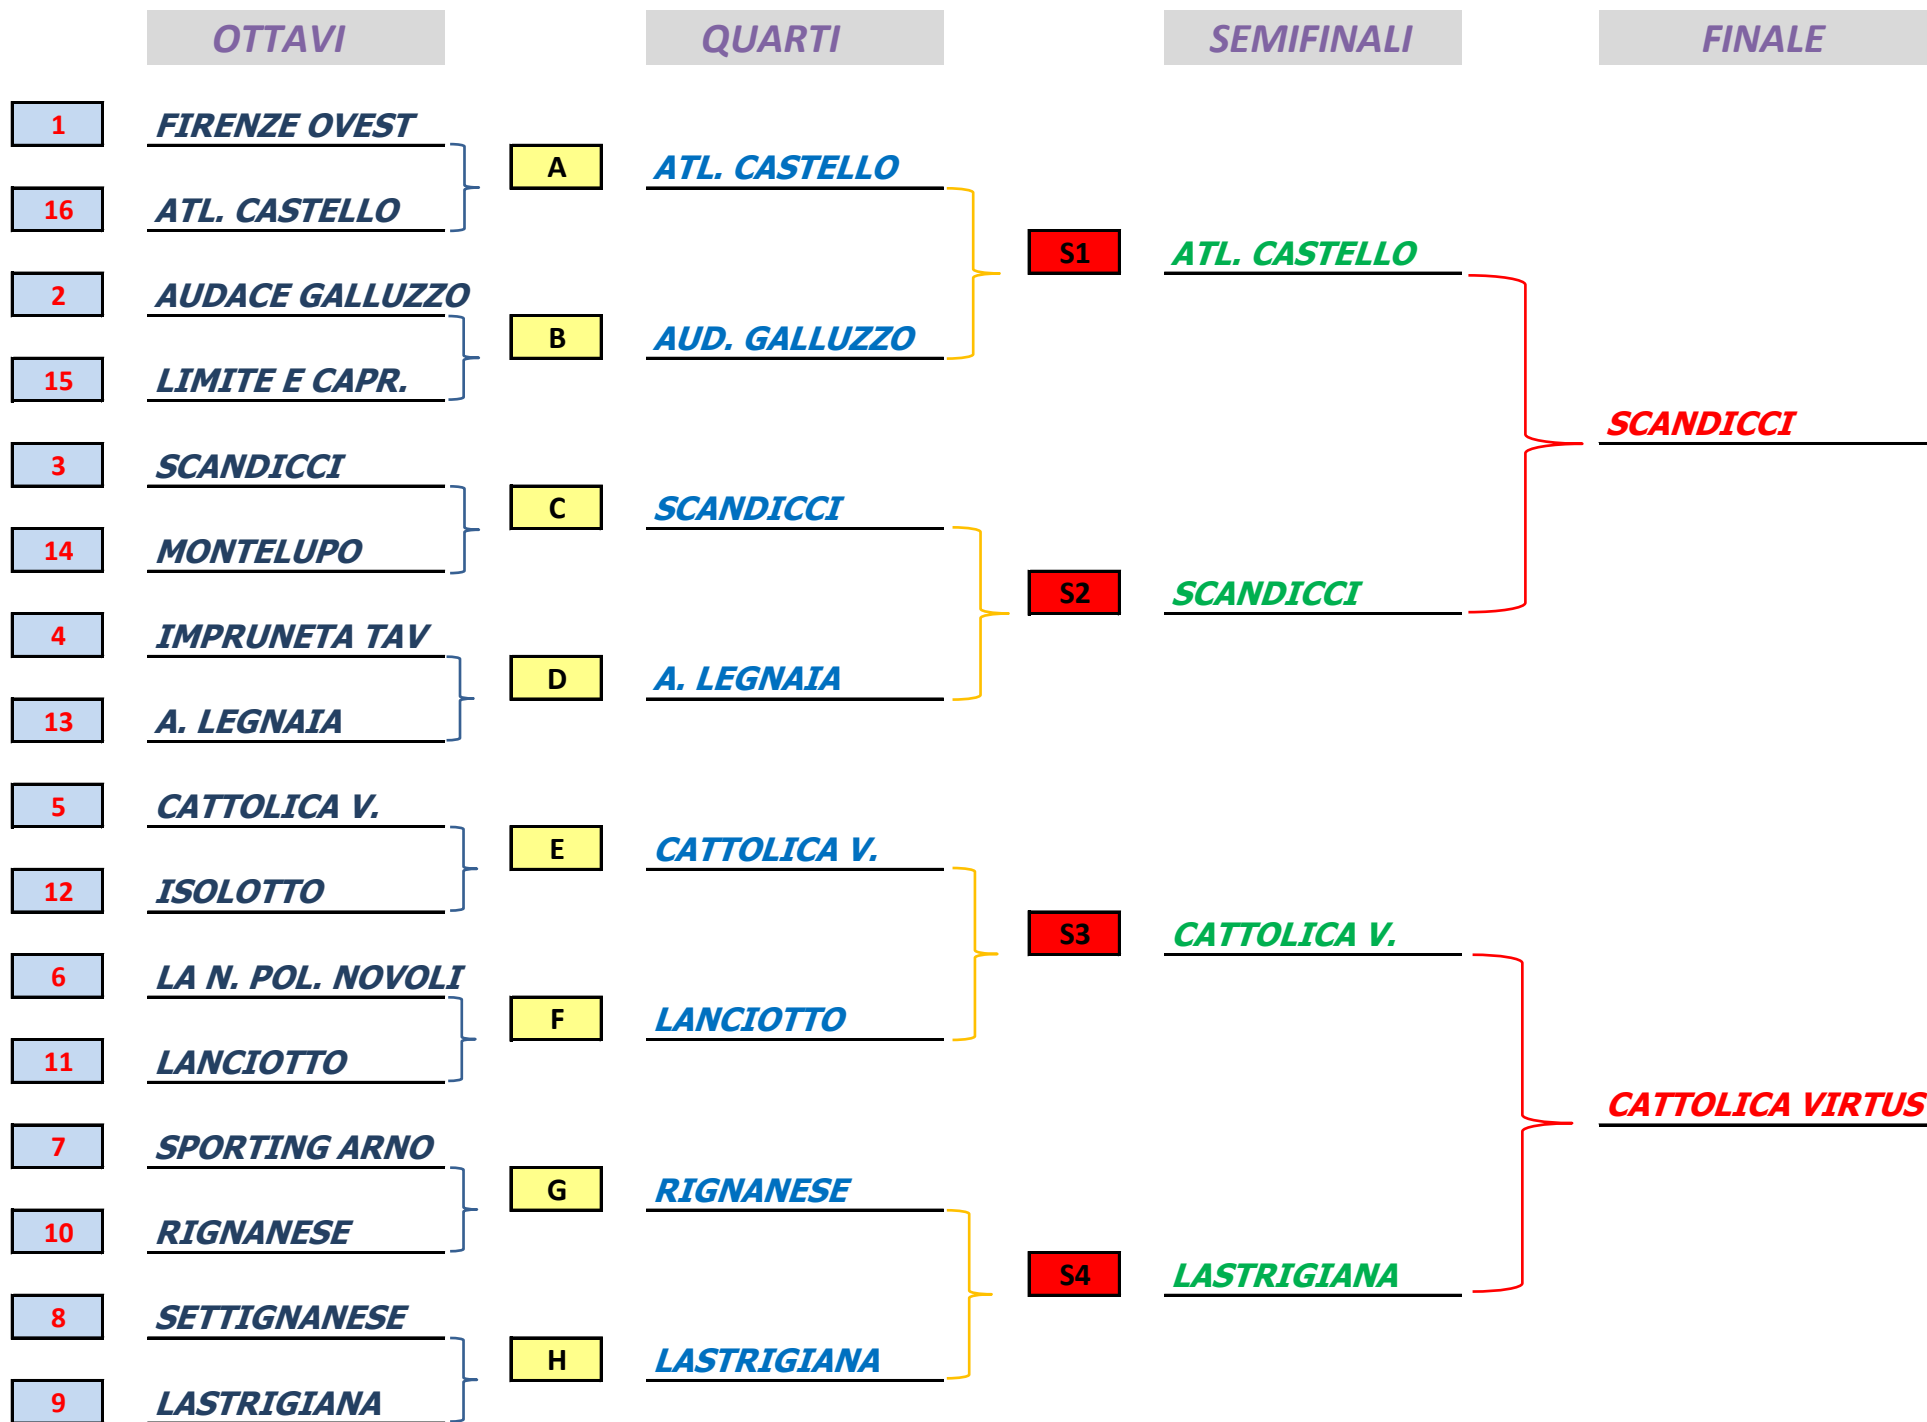 OTTAVI QUARTI SEMIFINALI FINALE
1 FIRENZE OVEST
A ATL. CASTELLO
16 ATL. CASTELLO
S1 ATL. CASTELLO
2 AUDACE GALLUZZO
B AUD. GALLUZZO
15 LIMITE E CAPR.
SCANDICCI
3 SCANDICCI
C SCANDICCI
14 MONTELUPO
S2 SCANDICCI
4 IMPRUNETA TAV
D A. LEGNAIA
13 A. LEGNAIA
5 CATTOLICA V.
E CATTOLICA V.
12 ISOLOTTO
S3 CATTOLICA V.
6 LA N. POL. NOVOLI
F LANCIOTTO
11 LANCIOTTO
CATTOLICA VIRTUS
7 SPORTING ARNO
G RIGNANESE
10 RIGNANESE
S4 LASTRIGIANA
8 SETTIGNANESE
H LASTRIGIANA
9 LASTRIGIANA